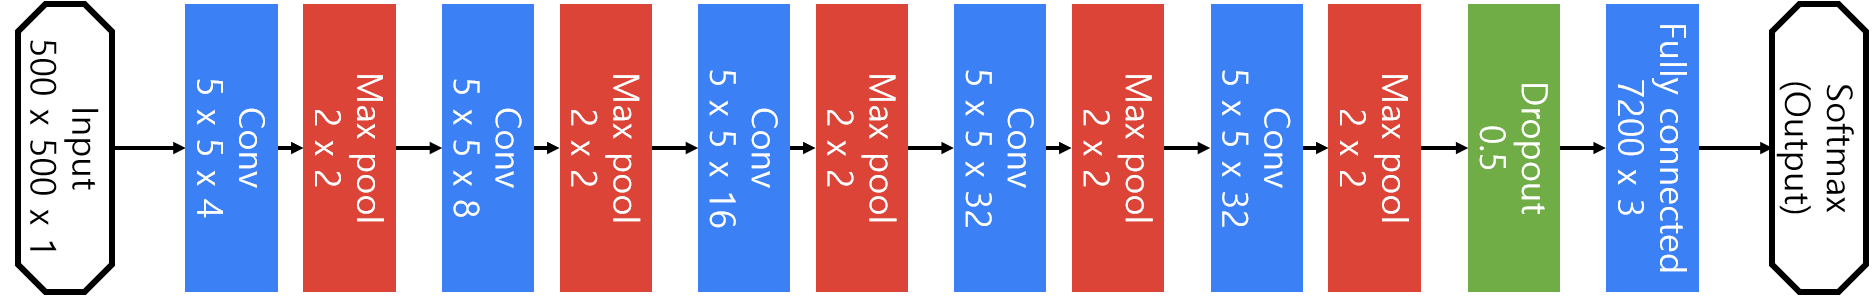 Input
500 x 500 x 1
Conv
5 x 5 x 4
Max pool
2 x 2
Conv
5 x 5 x 8
Max pool
2 x 2
Conv
5 x 5 x 16
Max pool
2 x 2
Conv
5 x 5 x 32
Max pool
2 x 2
Conv
5 x 5 x 32
Max pool
2 x 2
Dropout
0.5
Fully connected
7200 x 3
Softmax
(Output)